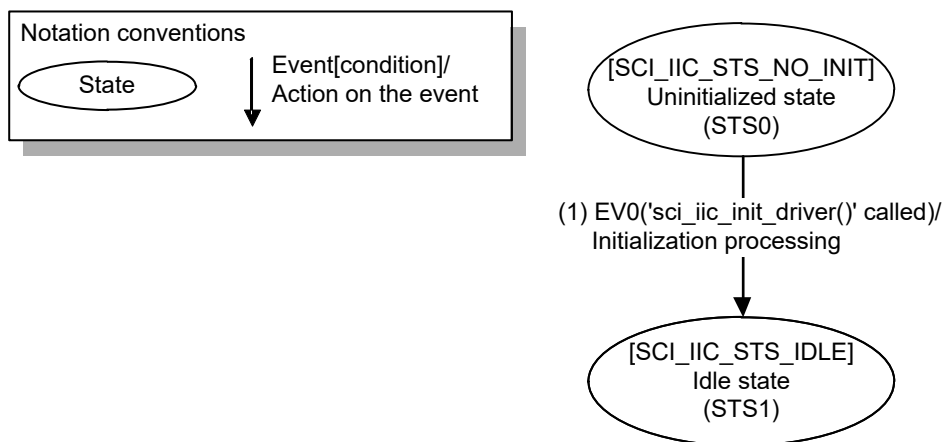 Notation conventions
State
Event[condition]/
Action on the event
[SCI_IIC_STS_NO_INIT]
Uninitialized state
(STS0)
(1) EV0('sci_iic_init_driver()' called)/
Initialization processing
[SCI_IIC_STS_IDLE]
Idle state
(STS1)